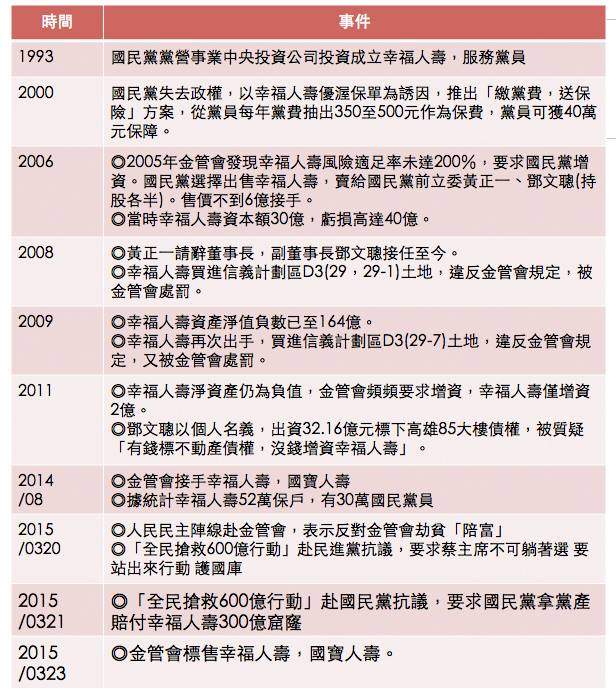 時間 事件
1993 國民黨黨營事業中央投資公司投資成立幸福人壽，服務黨員
2000 國民黨失去政權，以幸福人壽優渥保單為誘因，推出「繳黨費，送保
險」方案，從黨員每年黨費抽出350至500元作為保費，黨員可獲40萬
元保障。
2006 ◎2005年金管會發現幸福人壽風險適足率未達200％，要求國民黨增
資。國民黨選擇出售幸福人壽，賣給國民黨前立委黃正一、鄧文聰(持
股各半)。售價不到6億接手。
◎當時幸福人壽資本額30億，虧損高達40億。
2008 ◎黃正一請辭董事長，副董事長鄧文聰接任至今。
◎幸福人壽買進信義計劃區D3(29，29-1)土地，違反金管會規定，被
金管會處罰。
2009 ◎幸福人壽資產淨值負數已至164億。
◎幸福人壽再次出手，買進信義計劃區D3(29-7)土地，違反金管會規
定，又被金管會處罰。
2011 ◎幸福人壽淨資產仍為負值，金管會頻頻要求增資，幸福人壽僅增資
2億。
◎鄧文聰以個人名義，出資32.16億元標下高雄85大樓債權，被質疑
「有錢標不動產債權，沒錢增資幸福人壽」。
2014 ◎金管會接手幸福人壽，國寶人壽
/08 ◎據統計幸福人壽52萬保戶，有30萬國民黨員
2015 ◎人民民主陣線赴金管會，表示反對金管會劫貧「陪富」
/0320 ◎「全民搶救600億行動」赴民進黨抗議，要求蔡主席不可躺著選 要
站出來行動 護國庫
2015 ◎「全民搶救600億行動」赴國民黨抗議，要求國民黨拿黨產
/0321 賠付幸福人壽300億窟窿
2015 ◎金管會標售幸福人壽，國寶人壽。
/0323